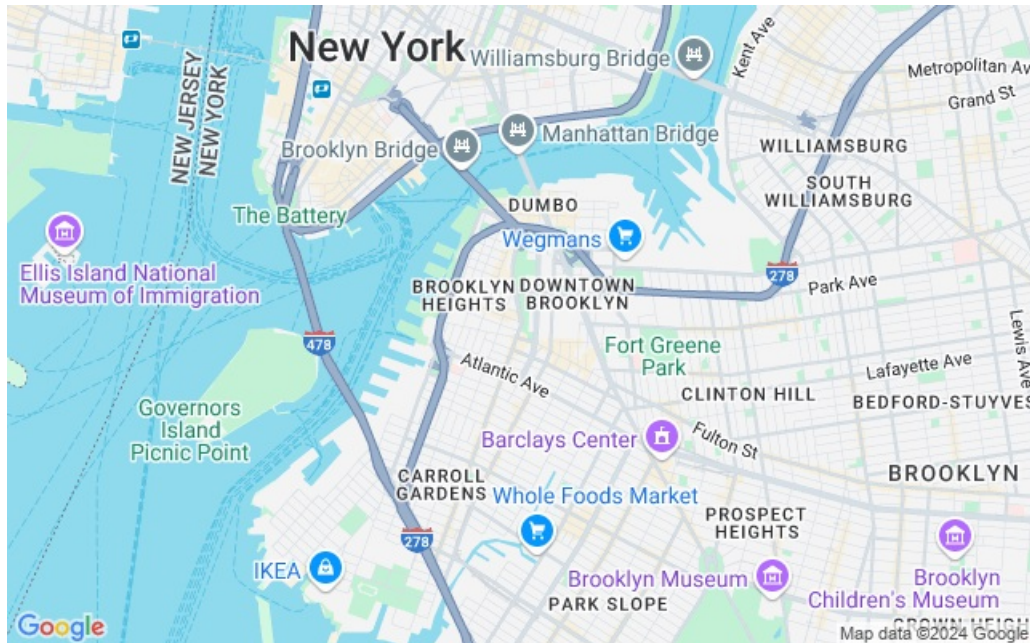 New York
Williamsburg Bridge
Kent Ave
Metropolitan Av
Grand St
NEW JERSEY
NEW YORK
Brooklyn Bridge
Manhattan Bridge
WILLIAMSBURG
SOUTH
WILLIAMSBURG
DUMBO
The Battery
Wegmans
Ellis Island National
Museum of Immigration
BROOKLYN
HEIGHTS
DOWNTOWN
BROOKLYN
278
Park Ave
478
Fort Greene
Park
Lewis Ave
Atlantic Ave
Lafayette Ave
CLINTON HILL
BEDFORD-STUYVES
Governors
Island
Picnic Point
Barclays Center
Fulton St
CARROLL
GARDENS
BROOKLYN
Whole Foods Market
PROSPECT
HEIGHTS
278
IKEA
Brooklyn Museum
Brooklyn
Children's Museum
PARK SLOPE
CROWN HEIGH
Google
Map data ©2024 Google